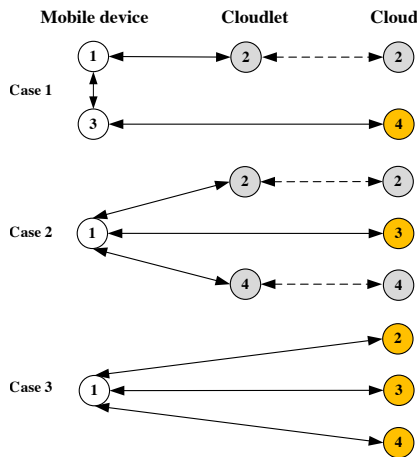 Mobile device Cloudlet Cloud
1 2 2
Case 1
3 4
2 2
Case 2 1 3
4 4
2
Case 3 1 3
4